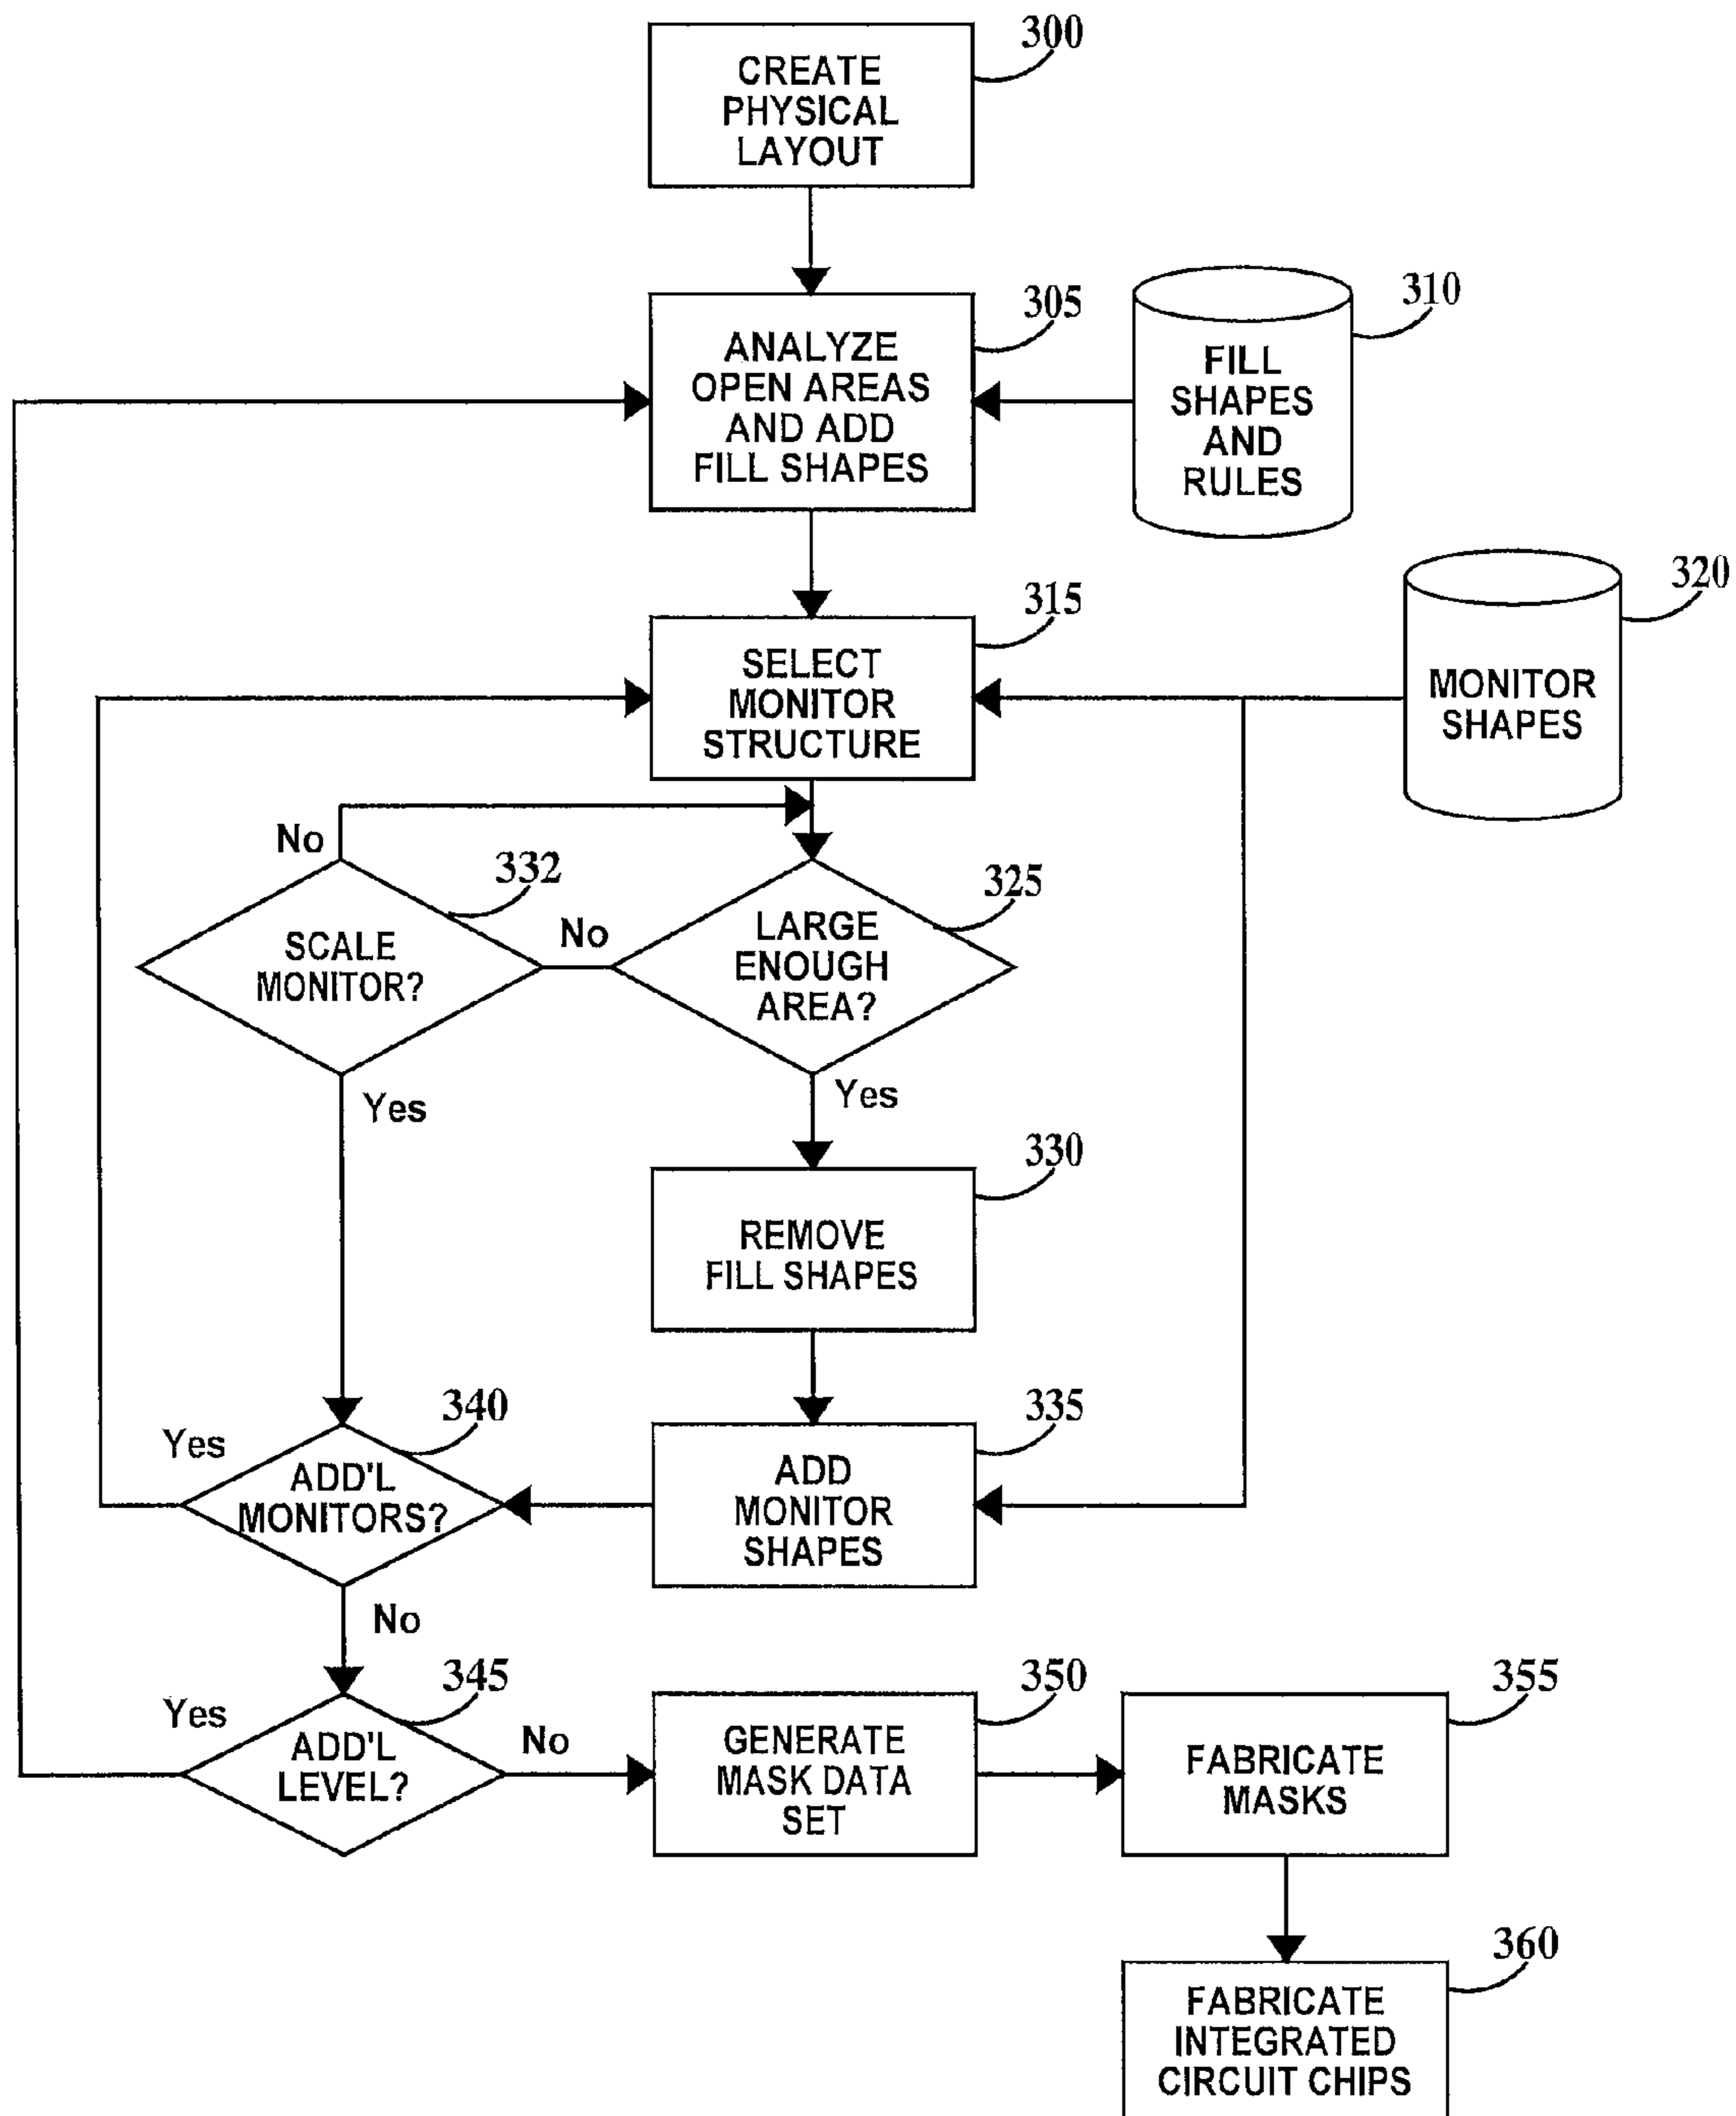 300
CREATE
PHYSICAL
LAYOUT
305
ANALYZE
OPEN AREAS
AND ADD
FILL SHAPES
310
FILL
SHAPES
AND
RULES
315
SELECT
MONITOR
STRUCTURE
320
MONITOR
SHAPES
No
332
SCALE
MONITOR?
No
325
LARGE
ENOUGH
AREA?
Yes
Yes
330
REMOVE
FILL SHAPES
340
Yes
ADD'L
MONITORS?
335
ADD
MONITOR
SHAPES
No
345
Yes
ADD'L
LEVEL?
No
350
GENERATE
MASK DATA
SET
355
FABRICATE
MASKS
360
FABRICATE
INTEGRATED
CIRCUIT CHIPS